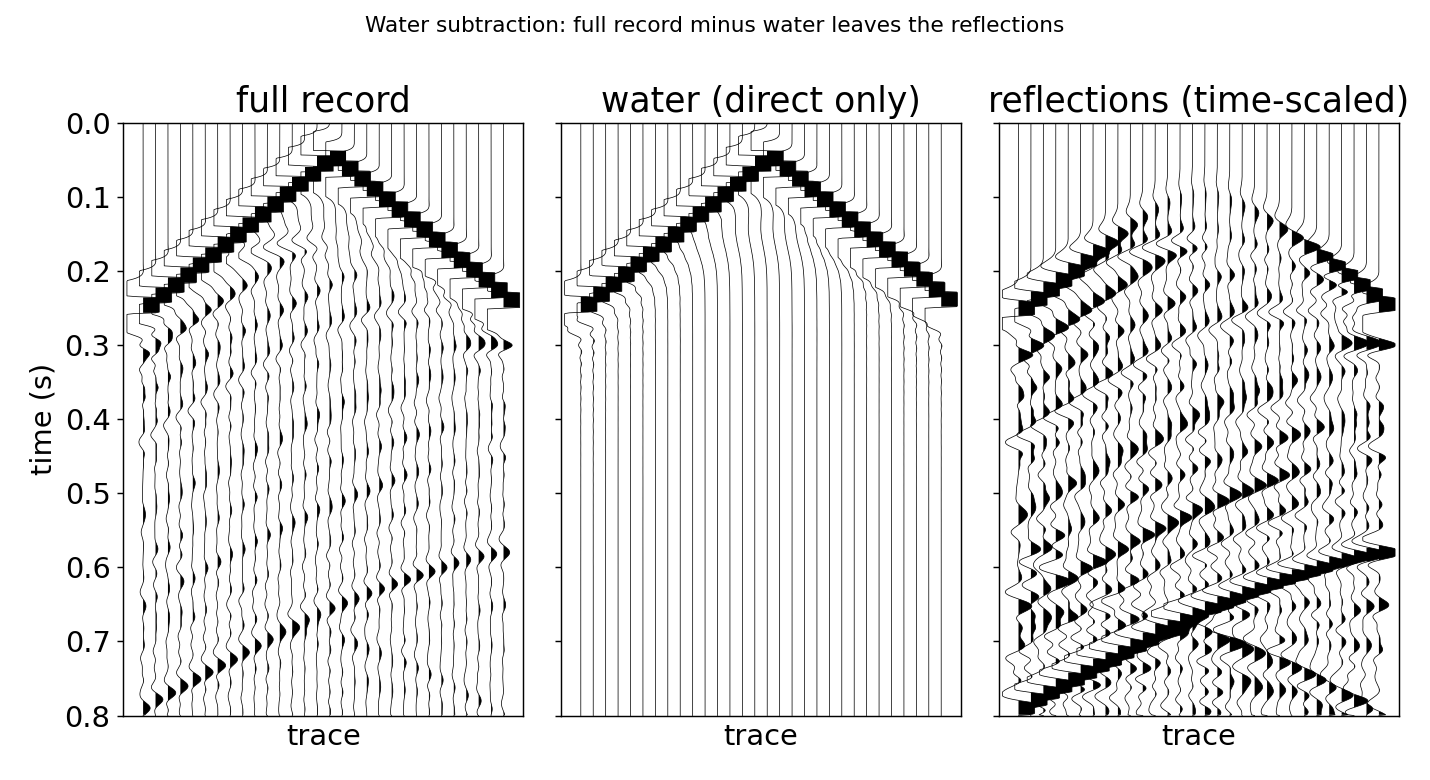 Water subtraction: full record minus water leaves the reflections
full record
water (direct only)
reflections (time-scaled)
time (s)
0.0
0.1
0.2
0.3
0.4
0.5
0.6
0.7
0.8
trace
trace
trace